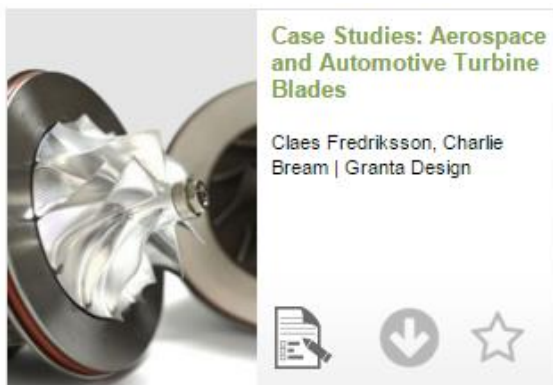 Case Studies: Aerospace
and Automotive Turbine
Blades
Claes Fredriksson, Charlie
Bream | Granta Design